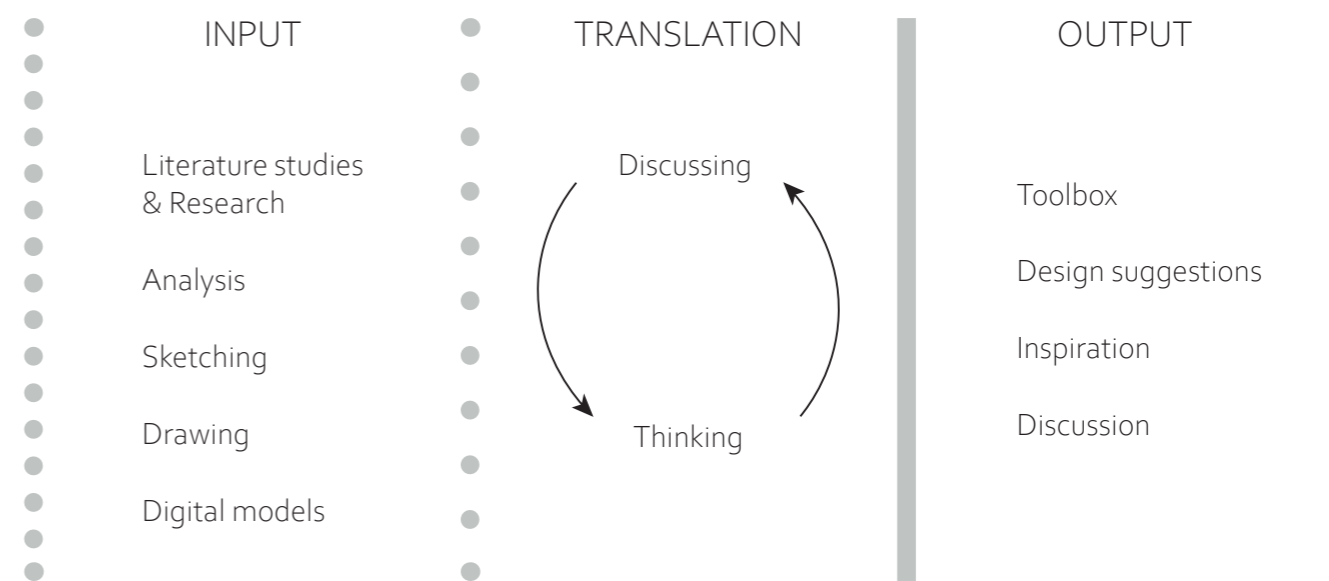 INPUT
Literature studies
& Research
Analysis
Sketching
Drawing
Digital models
TRANSLATION
Discussing
Thinking
OUTPUT
Toolbox
Design suggestions
Inspiration
Discussion